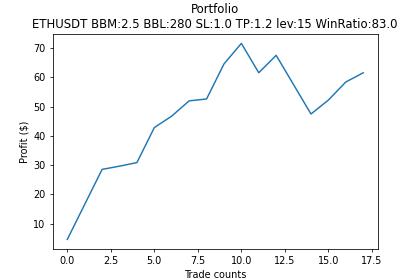 Portfolio
ETHUSDT BBM:2.5 BBL:280 SL:1.0 TP:1.2 lev:15 WinRatio:83.0
70
60
50
40
30
20
10
Profit ($)
0.0 2.5 5.0 7.5 10.0 12.5 15.0 17.5
Trade counts